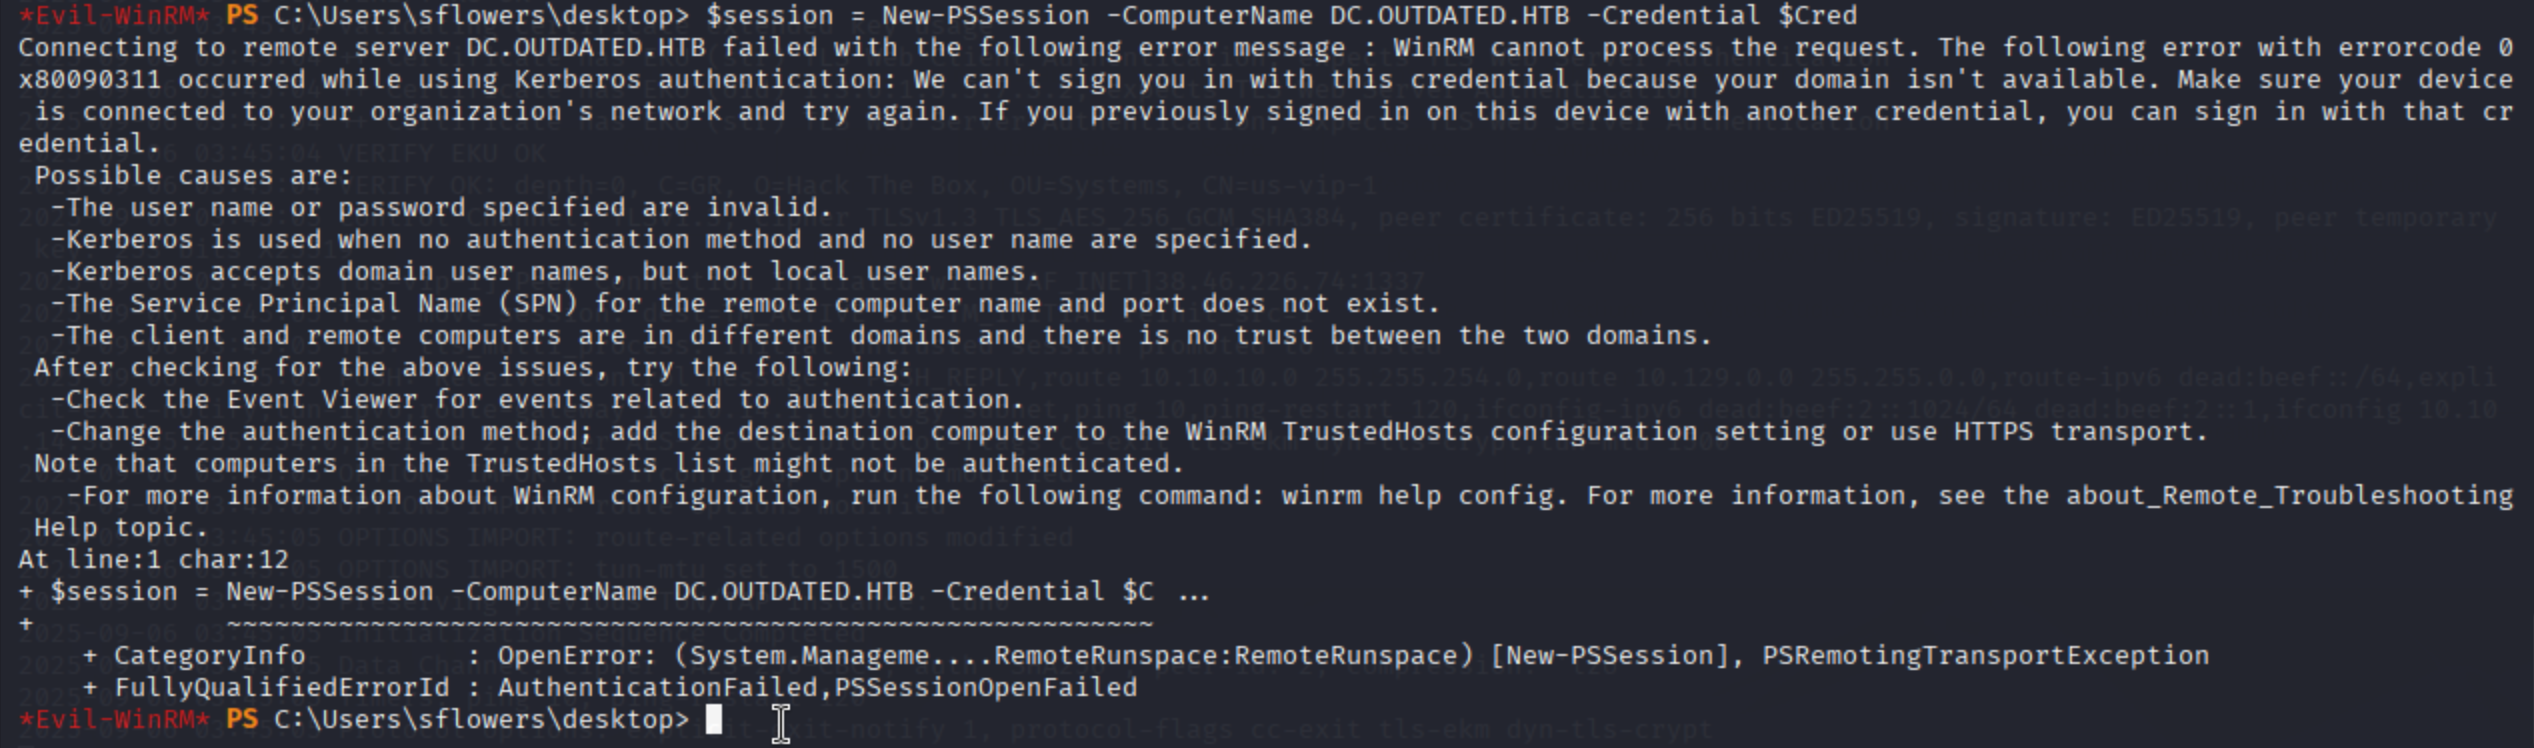 *Evil-WinRM* PS C:\Users\sflowers\desktop> $session = New-PSSession -ComputerName DC.OUTDATED.HTB -Credential $Cred
Connecting to remote server DC.OUTDATED.HTB failed with the following error message : WinRM cannot process the request. The following error with errorcode 0
x80090311 occurred while using Kerberos authentication: We can't sign you in with this credential because your domain isn't available. Make sure your device
 is connected to your organization's network and try again. If you previously signed in on this device with another credential, you can sign in with that cr
edential.
 Possible causes are:
  -The user name or password specified are invalid.
  -Kerberos is used when no authentication method and no user name are specified.
  -Kerberos accepts domain user names, but not local user names.
  -The Service Principal Name (SPN) for the remote computer name and port does not exist.
  -The client and remote computers are in different domains and there is no trust between the two domains.
 After checking for the above issues, try the following:
  -Check the Event Viewer for events related to authentication.
  -Change the authentication method; add the destination computer to the WinRM TrustedHosts configuration setting or use HTTPS transport.
 Note that computers in the TrustedHosts list might not be authenticated.
   -For more information about WinRM configuration, run the following command: winrm help config. For more information, see the about_Remote_Troubleshooting
 Help topic.
At line:1 char:12
+ $session = New-PSSession -ComputerName DC.OUTDATED.HTB -Credential $C ...
+            ~~~~~~~~~~~~~~~~~~~~~~~~~~~~~~~~~~~~~~~~~~~~~~~~~~~~~~~~~~
    + CategoryInfo          : OpenError: (System.Manageme....RemoteRunspace:RemoteRunspace) [New-PSSession], PSRemotingTransportException
    + FullyQualifiedErrorId : AuthenticationFailed,PSSessionOpenFailed
*Evil-WinRM* PS C:\Users\sflowers\desktop>